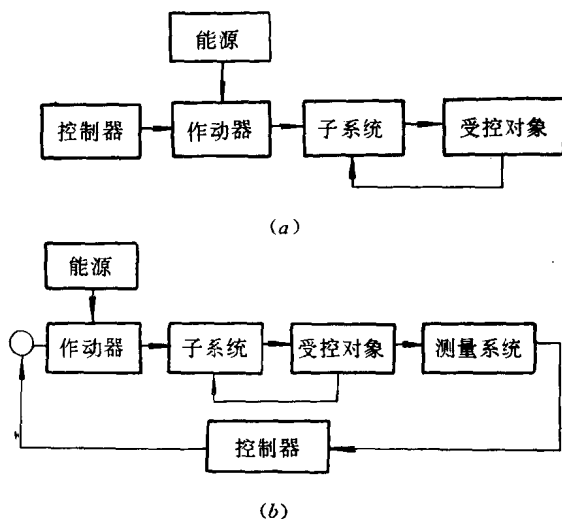 能源
控制器 作动器 子系统 受控对象
(a)
能源
作动器 子系统 受控对象 测量系统
控制器
(b)